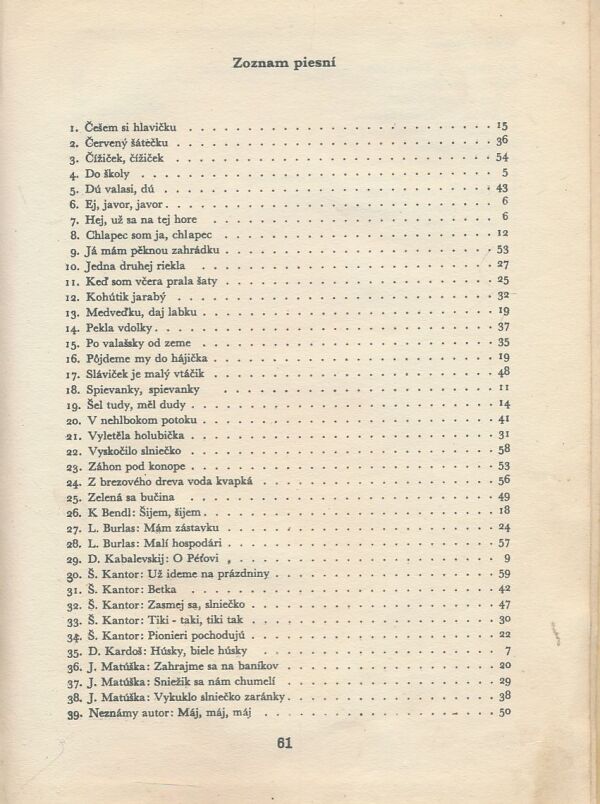 Zoznam piesní
1. Češem si hlavičku . . . . . . . . . . . . . . . . . . . . 15
2. Červený šátečku . . . . . . . . . . . . . . . . . . . . 36
3. Čížiček, čížiček . . . . . . . . . . . . . . . . . . . . 54
4. Do školy . . . . . . . . . . . . . . . . . . . . 5
5. Dú valasi, dú . . . . . . . . . . . . . . . . . . . . 43
6. Ej, javor, javor . . . . . . . . . . . . . . . . . . . . 6
7. Hej, už sa na tej hore . . . . . . . . . . . . . . . . . . . . 6
8. Chlapec som ja, chlapec . . . . . . . . . . . . . . . . . . . . 12
9. Já mám pěknou zahrádku . . . . . . . . . . . . . . . . . . . . 53
10. Jedna druhej riekla . . . . . . . . . . . . . . . . . . . . 27
11. Keď som včera prala šaty . . . . . . . . . . . . . . . . . . . . 25
12. Kohútik jarabý . . . . . . . . . . . . . . . . . . . . 32
13. Medveďku, daj labku . . . . . . . . . . . . . . . . . . . . 19
14. Pekla vdolky . . . . . . . . . . . . . . . . . . . . 37
15. Po valašsky od zeme . . . . . . . . . . . . . . . . . . . . 35
16. Pôjdeme my do hájička . . . . . . . . . . . . . . . . . . . . 19
17. Sláviček je malý vtáčik . . . . . . . . . . . . . . . . . . . . 48
18. Spievanky, spievanky . . . . . . . . . . . . . . . . . . . . 11
19. Šel tudy, měl dudy . . . . . . . . . . . . . . . . . . . . 14
20. V nehlbokom potoku . . . . . . . . . . . . . . . . . . . . 41
21. Vyletěla holubička . . . . . . . . . . . . . . . . . . . . 31
22. Vyskočilo slniečko . . . . . . . . . . . . . . . . . . . . 58
23. Záhon pod konope . . . . . . . . . . . . . . . . . . . . 53
24. Z brezového dreva voda kvapká . . . . . . . . . . . . . . . . . . . . 56
25. Zelená sa bučina . . . . . . . . . . . . . . . . . . . . 49
26. K Bendl: Šijem, šijem . . . . . . . . . . . . . . . . . . . . 18
27. L. Burlas: Mám zástavku . . . . . . . . . . . . . . . . . . . . 24
28. L. Burlas: Malí hospodári . . . . . . . . . . . . . . . . . . . . 57
29. D. Kabalevskij: O Péťovi . . . . . . . . . . . . . . . . . . . . 9
30. Š. Kantor: Už ideme na prázdniny . . . . . . . . . . . . . . . . . . . . 59
31. Š. Kantor: Betka . . . . . . . . . . . . . . . . . . . . 42
32. Š. Kantor: Zasmej sa, slniečko . . . . . . . . . . . . . . . . . . . . 47
33. Š. Kantor: Tiki - taki, tiki tak . . . . . . . . . . . . . . . . . . . . 30
34. Š. Kantor: Pionieri pochodujú . . . . . . . . . . . . . . . . . . . . 22
35. D. Kardoš: Húsky, biele húsky . . . . . . . . . . . . . . . . . . . . 7
36. J. Matúška: Zahrajme sa na baníkov . . . . . . . . . . . . . . . . . . . . 20
37. J. Matúška: Sniežik sa nám chumelí . . . . . . . . . . . . . . . . . . . . 29
38. J. Matúška: Vykuklo slniečko zaránky . . . . . . . . . . . . . . . . . . . . 38
39. Neznámy autor: Máj, máj, máj . . . . . . . . . . . . . . . . . . . . 50
61